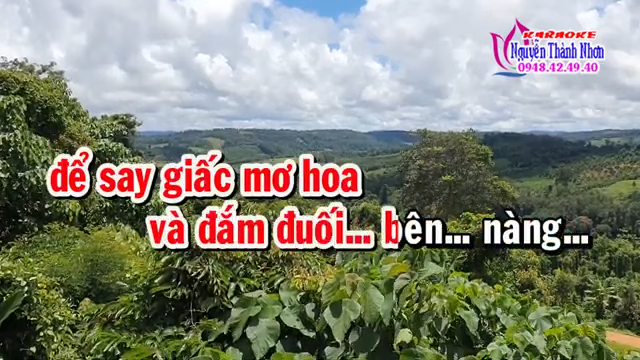 KARAOKE
Nguyễn Thành Nhơn
0948.42.49.40
để say giấc mơ hoa
và đắm đuối... bên... nàng...